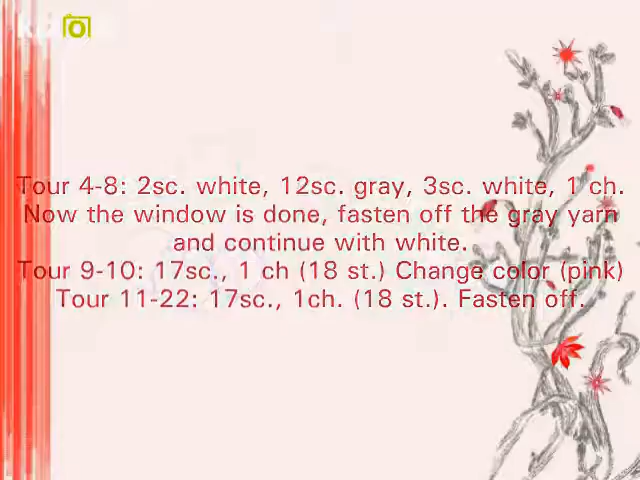 Tour 4-8: 2sc. white, 12sc. gray, 3sc. white, 1 ch.
Now the window is done, fasten off the gray yarn
and continue with white.
Tour 9-10: 17sc., 1 ch (18 st.) Change color (pink)
Tour 11-22: 17sc., 1ch. (18 st.). Fasten off.